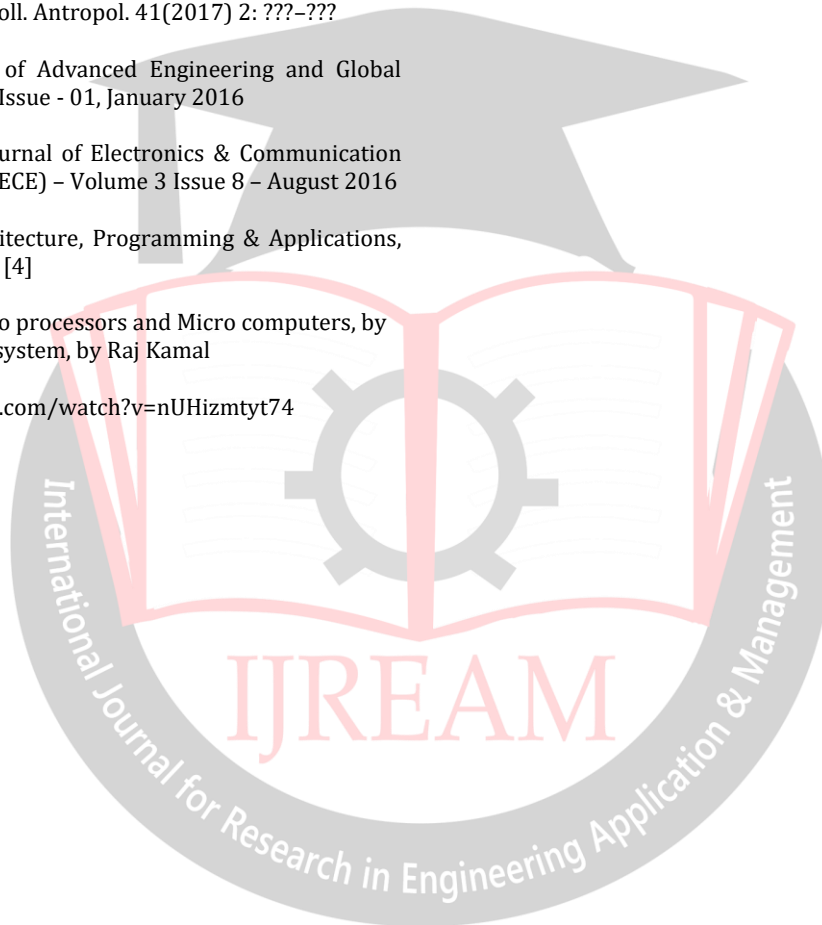 oll. Antropol. 41(2017) 2: ???–???
of Advanced Engineering and Global
Issue - 01, January 2016
urnal of Electronics & Communication
ECE) – Volume 3 Issue 8 – August 2016
itecture, Programming & Applications,
[4]
o processors and Micro computers, by
system, by Raj Kamal
.com/watch?v=nUHizmtyt74
IJREAM
International Journal for Research in Engineering Application & Management